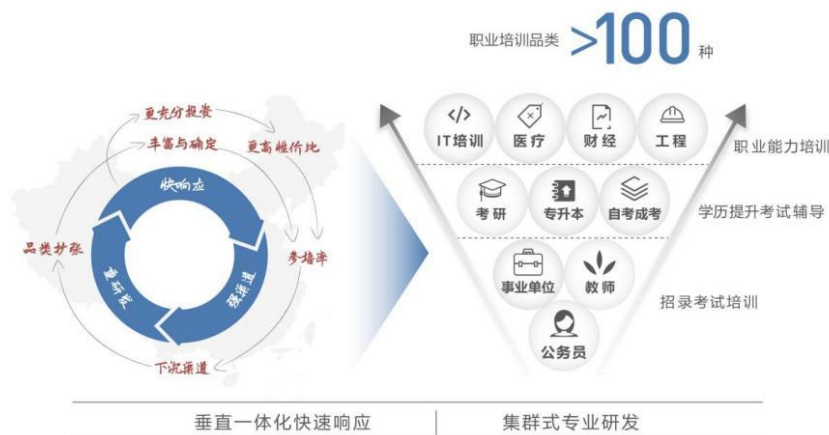 职业培训品类 >100 种
更充分投资
丰富与确定
更高性价比
快响应
品类扩张
参培率
重研发
强渠道
下沉渠道
</>
IT培训
医疗
财经
工程
职业能力培训
考研
专升本
自考成考
学历提升考试辅导
事业单位
教师
招录考试培训
公务员
垂直一体化快速响应
集群式专业研发